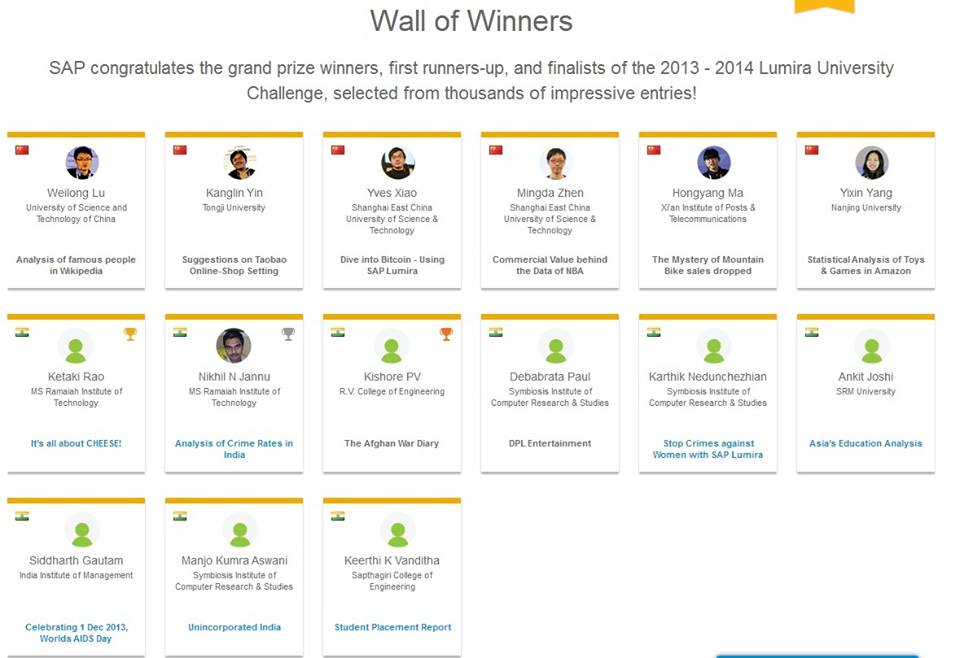 Wall of Winners
SAP congratulates the grand prize winners, first runners-up, and finalists of the 2013 - 2014 Lumira University
Challenge, selected from thousands of impressive entries!
Weilong Lu
University of Science and
Technology of China
Analysis of famous people
in Wikipedia
Kanglin Yin
Tongji University
Suggestions on Taobao
Online-Shop Setting
Yves Xiao
Shanghai East China
University of Science &
Technology
Dive into Bitcoin - Using
SAP Lumira
Mingda Zhen
Shanghai East China
University of Science &
Technology
Commercial Value behind
the Data of NBA
Hongyang Ma
Xi'an Institute of Posts &
Telecommunications
The Mystery of Mountain
Bike sales dropped
Yixin Yang
Nanjing University
Statistical Analysis of Toys
& Games in Amazon
Ketaki Rao
MS Ramaiah Institute of
Technology
It's all about CHEESE!
Nikhil N Jannu
MS Ramaiah Institute of
Technology
Analysis of Crime Rates in
India
Kishore PV
R.V. College of Engineering
The Afghan War Diary
Debabrata Paul
Symbiosis Institute of
Computer Research & Studies
DPL Entertainment
Karthik Nedunchezhian
Symbiosis Institute of
Computer Research & Studies
Stop Crimes against
Women with SAP Lumira
Ankit Joshi
SRM University
Asia's Education Analysis
Siddharth Gautam
India Institute of Management
Celebrating 1 Dec 2013,
Worlds AIDS Day
Manjo Kumra Aswani
Symbiosis Institute of
Computer Research & Studies
Unincorporated India
Keerthi K Vanditha
Sapthagiri College of
Engineering
Student Placement Report